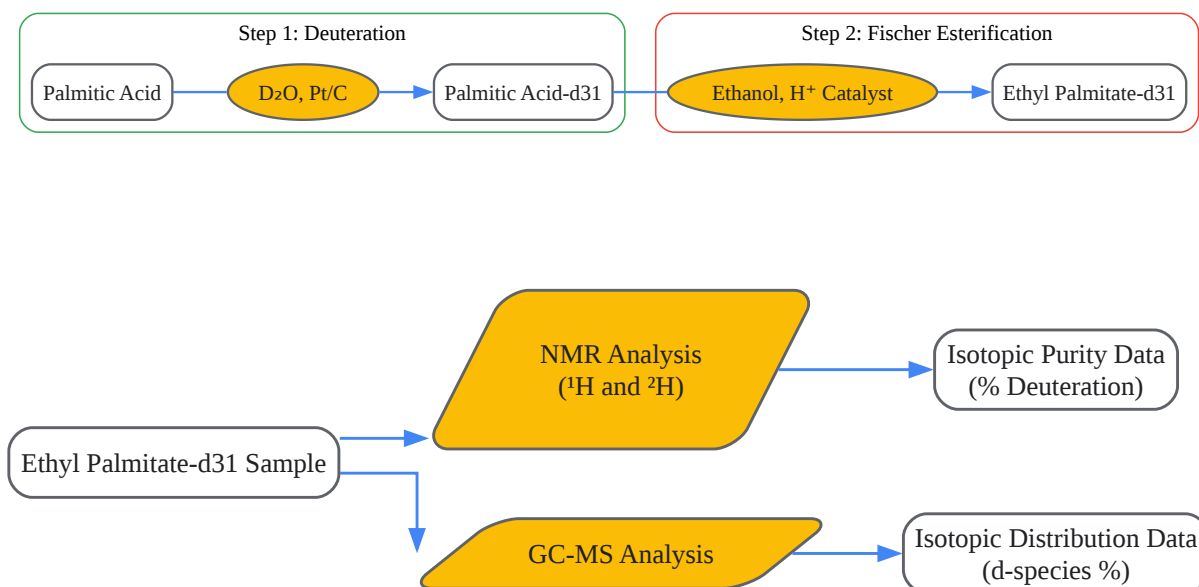 Step 1: Deuteration
Step 2: Fischer Esterification
Palmitic Acid
D₂O, Pt/C
Palmitic Acid-d31
Ethanol, H⁺ Catalyst
Ethyl Palmitate-d31
NMR Analysis
(¹H and ²H)
Isotopic Purity Data
(% Deuteration)
Ethyl Palmitate-d31 Sample
GC-MS Analysis
Isotopic Distribution Data
(d-species %)